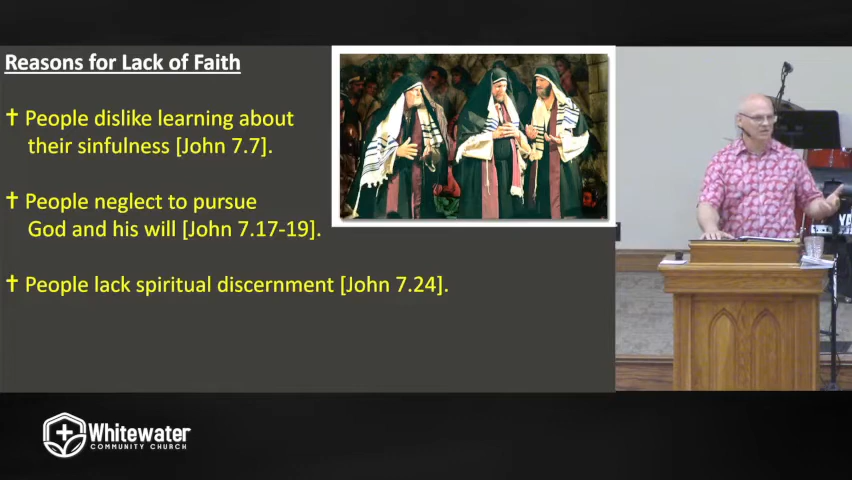 Reasons for Lack of Faith
✝ People dislike learning about
their sinfulness [John 7.7].
✝ People neglect to pursue
God and his will [John 7.17-19].
✝ People lack spiritual discernment [John 7.24].
YA
Whitewater
COMMUNITY CHURCH